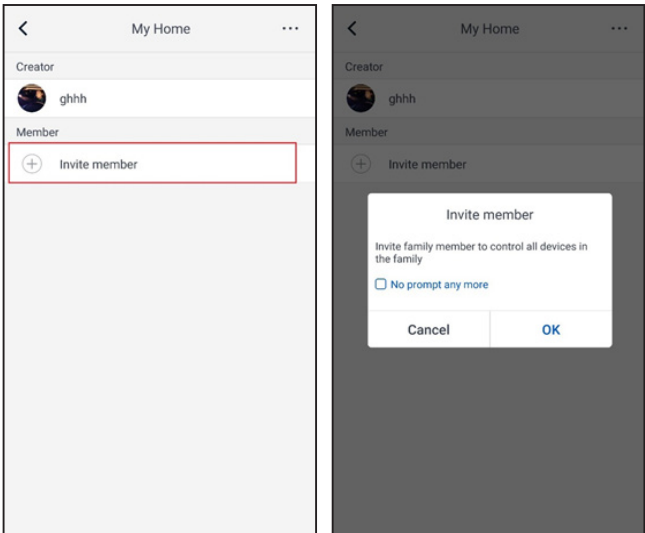 My Home
Creator
ghhh
Member
Invite member
My Home
Creator
ghhh
Member
Invite member
Invite member
Invite family member to control all devices in
the family
No prompt any more
Cancel
OK